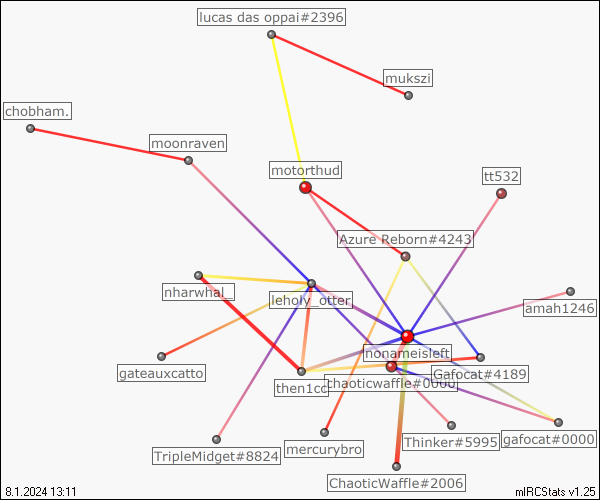 lucas das oppai#2396
mukszi
chobham.
moonraven
motorthud
tt532
Azure Reborn#4243
nharwhal_
leholy_otter
amah1246
nonameisleft
gateauxcatto
then1cc
chaoticwaffle#0000
Gafocat#4189
TripleMidget#8824
mercurybro
Thinker#5995
gafocat#0000
ChaoticWaffle#2006
8.1.2024 13:11
mIRCStats v1.25